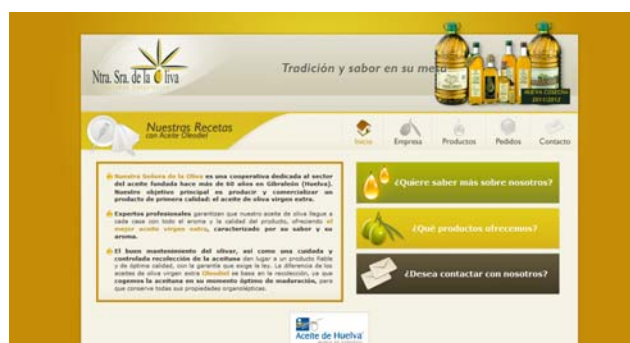 Ntra. Sra. de la Oliva
Tradición y sabor en su mesa
NUEVA COSECHA
2011/2012
Nuestras Recetas
con Aceite Oleodiel
Inicio
Empresa
Productos
Pedidos
Contacto
Nuestra Señora de la Oliva es una cooperativa dedicada al sector
del aceite fundada hace más de 60 años en Gibraleón (Huelva).
Nuestro objetivo principal es producir y comercializar un
producto de primera calidad: el aceite de oliva virgen extra.
Expertos profesionales garantizan que nuestro aceite de oliva llegue a
cada casa con todo el aroma y la calidad del producto, ofreciendo el
mejor aceite virgen extra, caracterizado por su sabor y su
aroma.
El buen mantenimiento del olivar, así como una cuidada y
controlada recolección de la aceituna dan lugar a un producto fiable
y de óptima calidad, con la garantía que exige la ley. La diferencia de los
aceites de oliva virgen extra Oleodiel se basa en la recolección, ya que
cogemos la aceituna en su momento óptimo de maduración, para
que conserve todas sus propiedades organolépticas.
¿Quiere saber más sobre nosotros?
¿Qué productos ofrecemos?
¿Desea contactar con nosotros?
Aceite de Huelva